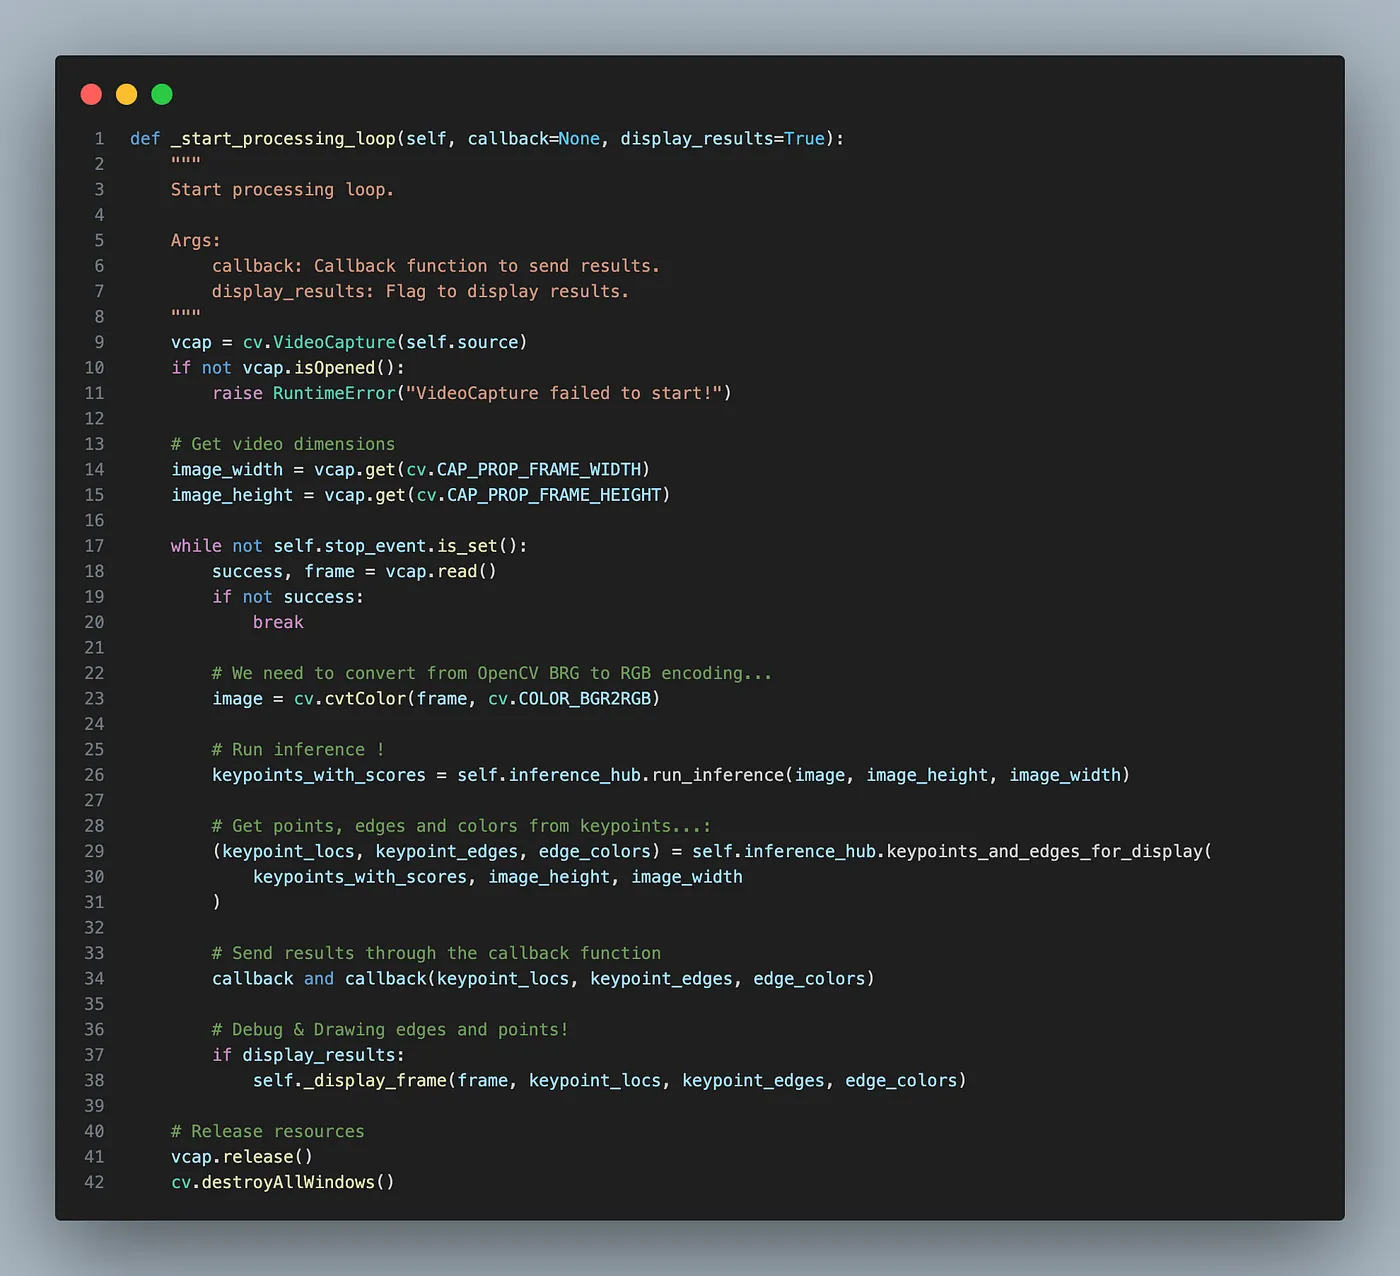 1 def _start_processing_loop(self, callback=None, display_results=True):
2     """
3     Start processing loop.
4
5     Args:
6         callback: Callback function to send results.
7         display_results: Flag to display results.
8     """
9     vcap = cv.VideoCapture(self.source)
10     if not vcap.isOpened():
11         raise RuntimeError("VideoCapture failed to start!")
12
13     # Get video dimensions
14     image_width = vcap.get(cv.CAP_PROP_FRAME_WIDTH)
15     image_height = vcap.get(cv.CAP_PROP_FRAME_HEIGHT)
16
17     while not self.stop_event.is_set():
18         success, frame = vcap.read()
19         if not success:
20             break
21
22         # We need to convert from OpenCV BRG to RGB encoding...
23         image = cv.cvtColor(frame, cv.COLOR_BGR2RGB)
24
25         # Run inference !
26         keypoints_with_scores = self.inference_hub.run_inference(image, image_height, image_width)
27
28         # Get points, edges and colors from keypoints...:
29         (keypoint_locs, keypoint_edges, edge_colors) = self.inference_hub.keypoints_and_edges_for_display(
30             keypoints_with_scores, image_height, image_width
31         )
32
33         # Send results through the callback function
34         callback and callback(keypoint_locs, keypoint_edges, edge_colors)
35
36         # Debug & Drawing edges and points!
37         if display_results:
38             self._display_frame(frame, keypoint_locs, keypoint_edges, edge_colors)
39
40     # Release resources
41     vcap.release()
42     cv.destroyAllWindows()